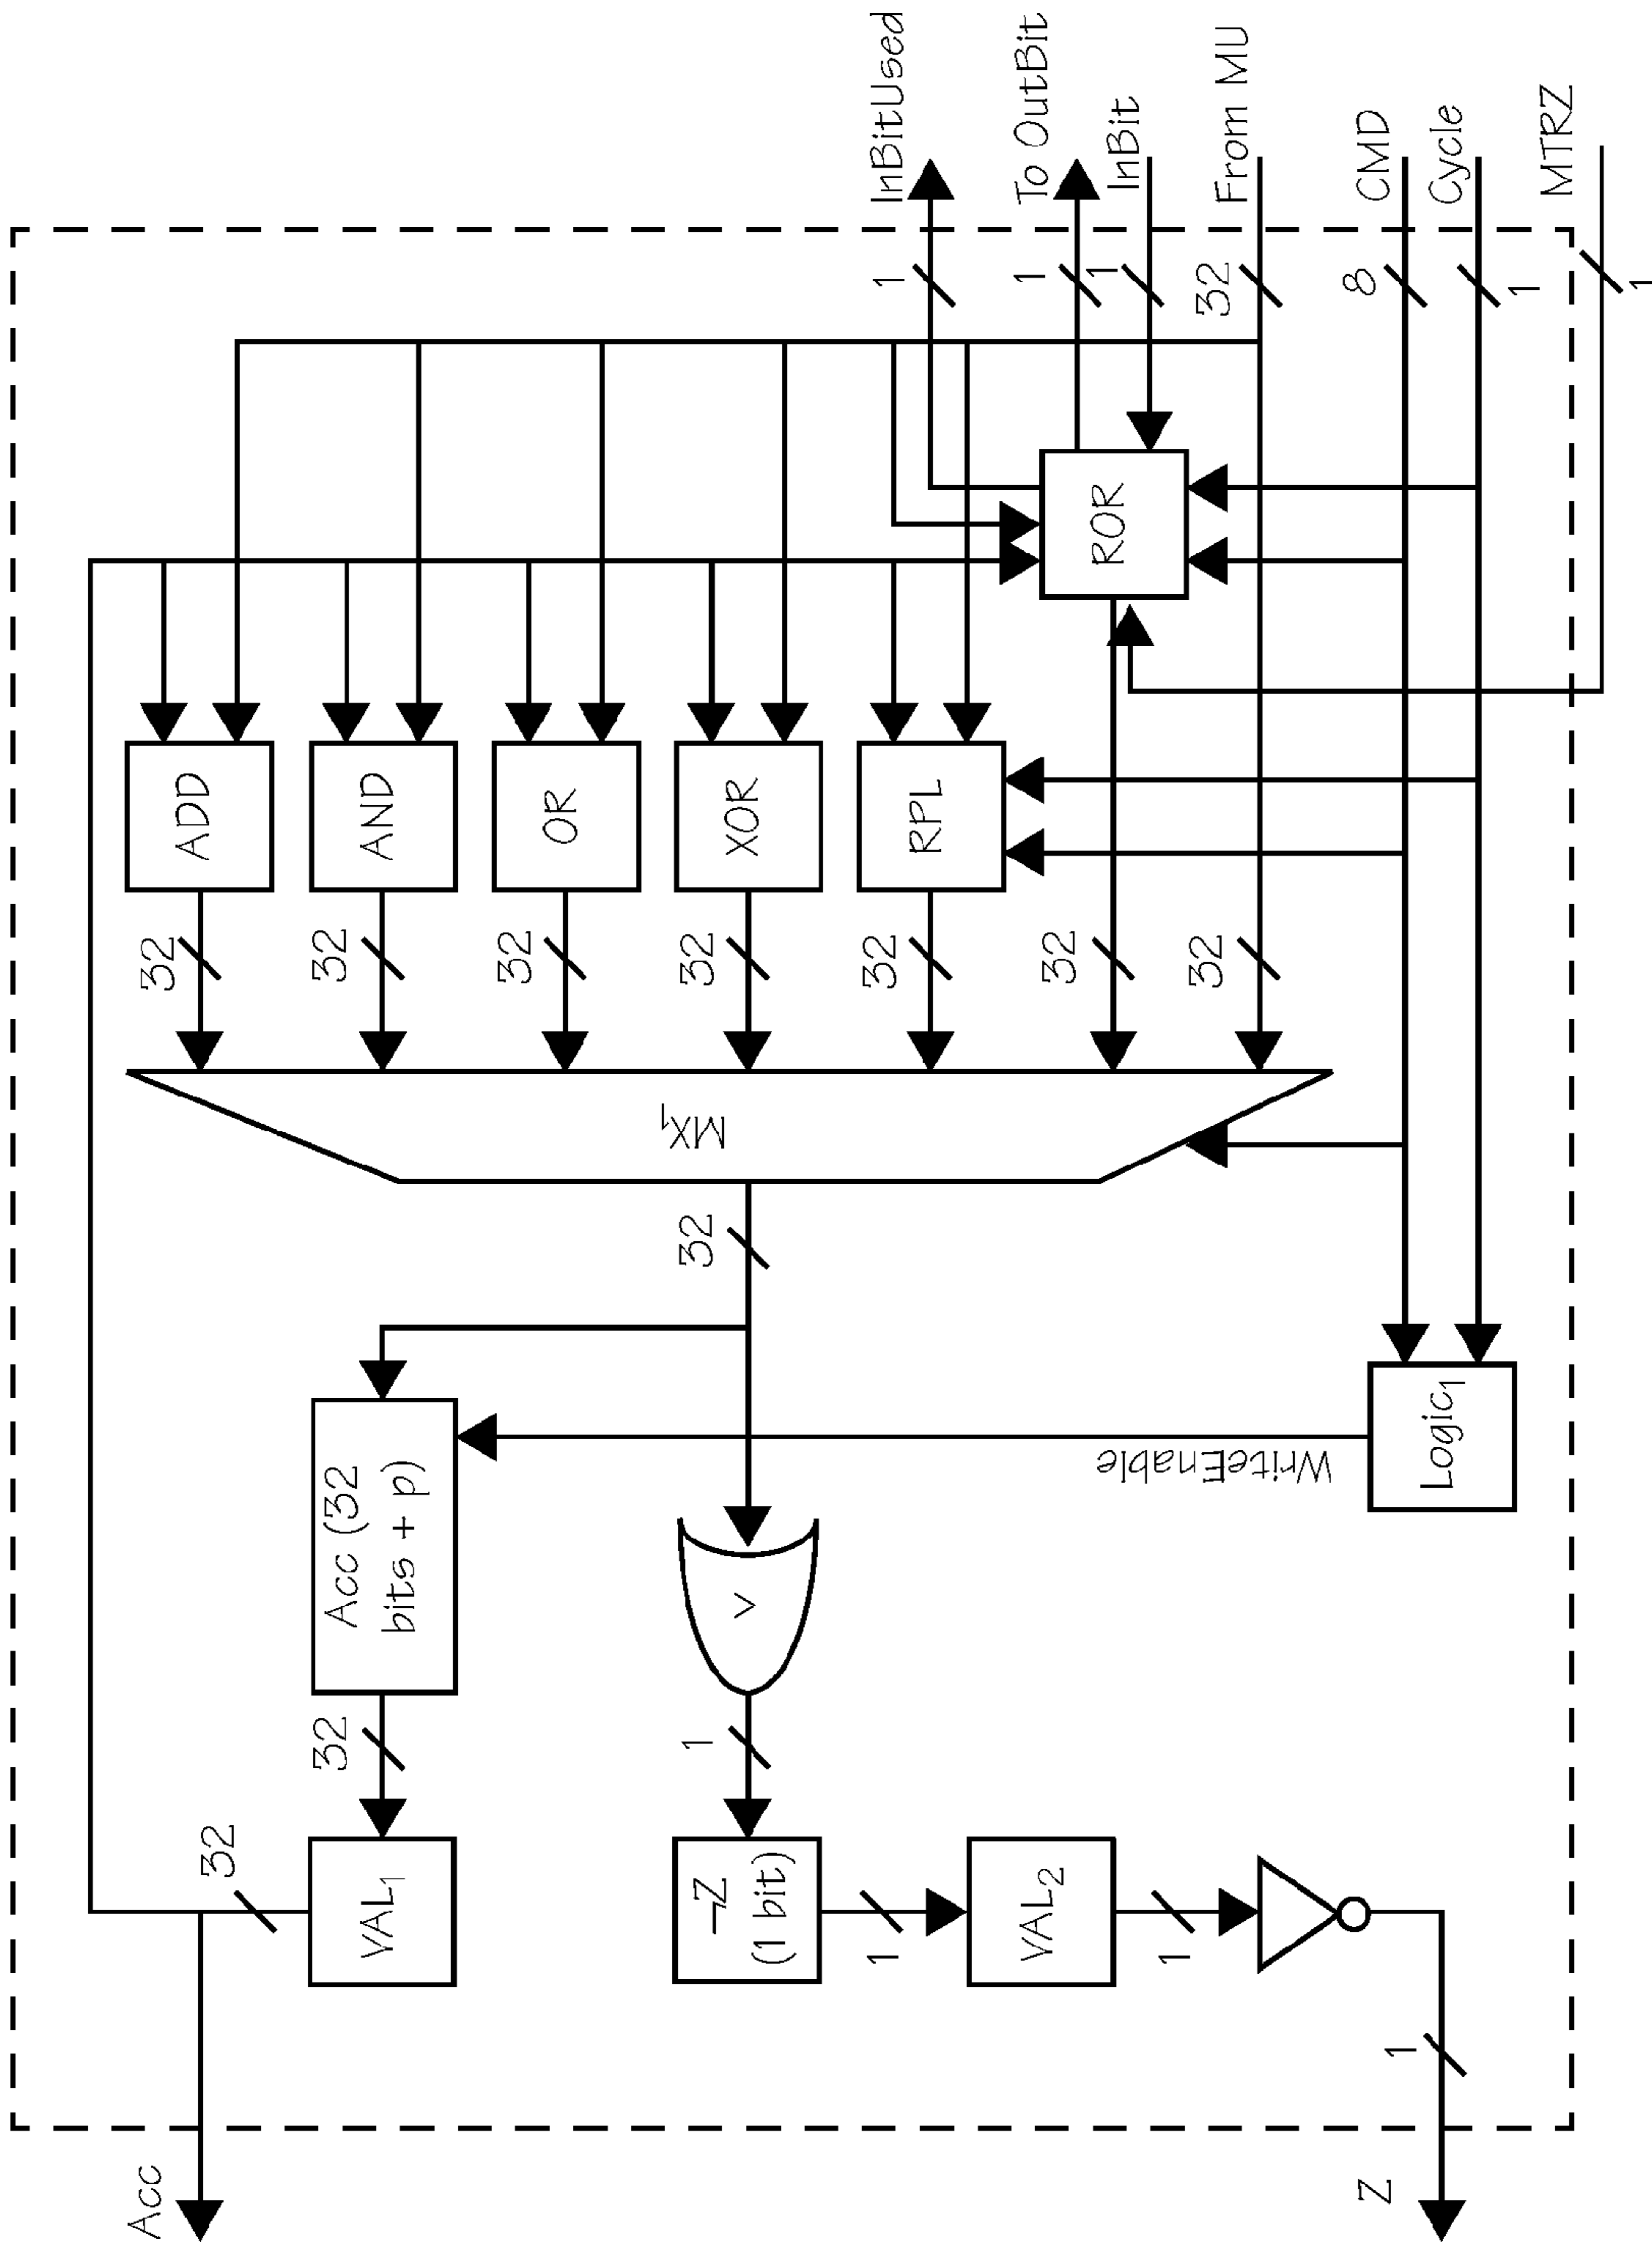 InBitUsed
To OutBit
InBit
From MU
CMD
Cycle
MTRZ
1
1
1
32
8
1
1
ROR
ADD
AND
OR
XOR
RPL
32
32
32
32
32
32
32
MX1
32
Acc (32
bits + p)
WriteEnable
Logic1
V
32
1
32
VAL1
¬Z
(1 bit)
1
VAL2
1
1
Acc
Z